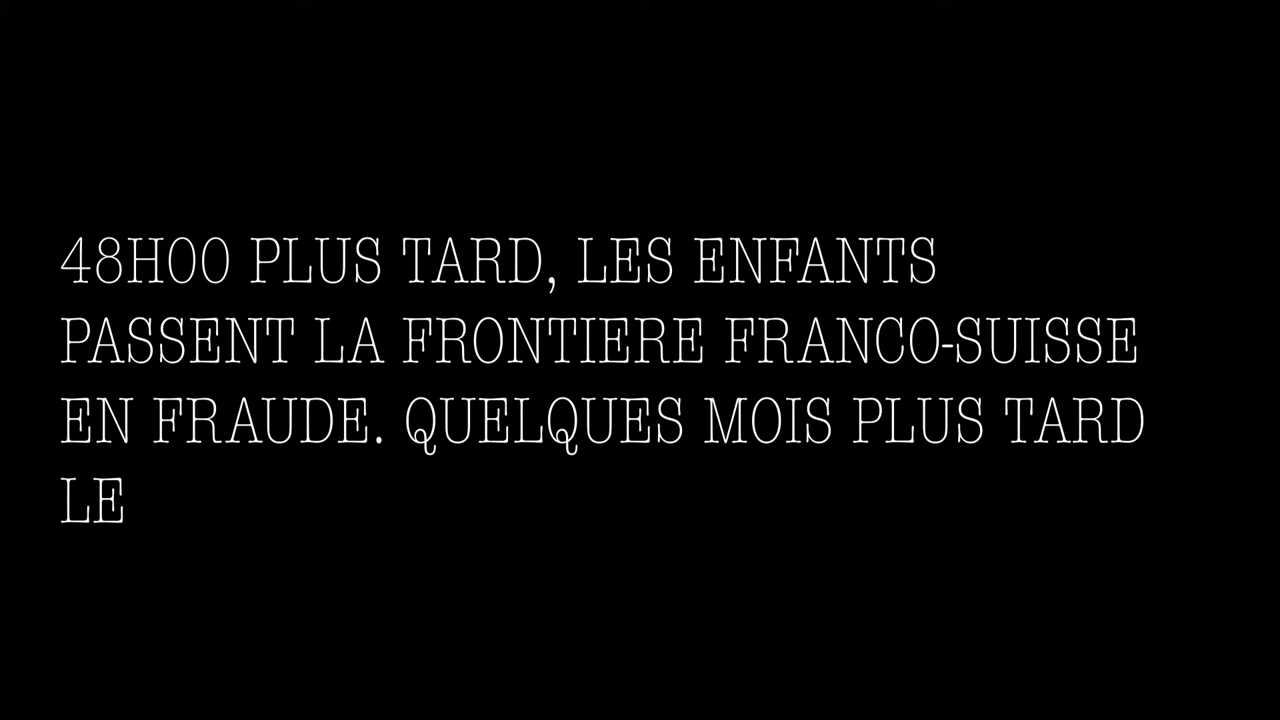 48H00 PLUS TARD, LES ENFANTS
PASSENT LA FRONTIERE FRANCO-SUISSE
EN FRAUDE. QUELQUES MOIS PLUS TARD
LE